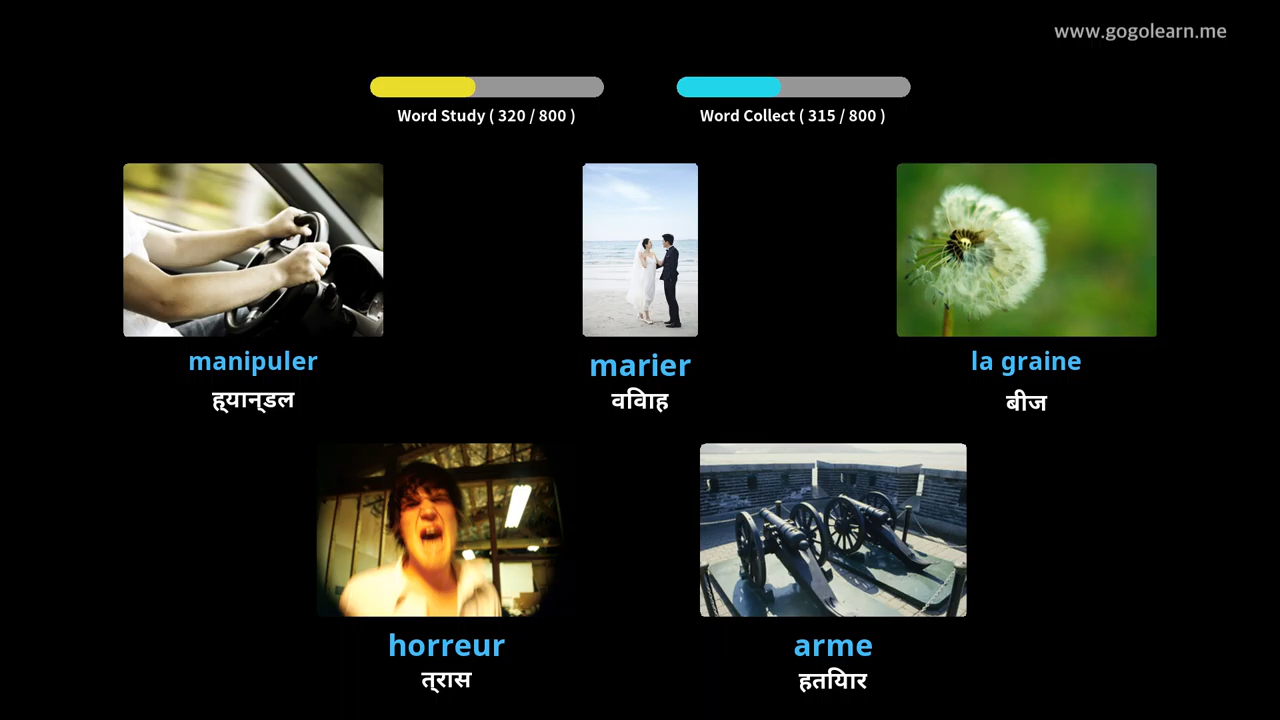 www.gogolearn.me
Word Study ( 320 / 800 )
Word Collect ( 315 / 800 )
manipuler
ह्यान्डल
marier
विवाह
la graine
बीज
horreur
त्रास
arme
हतियार